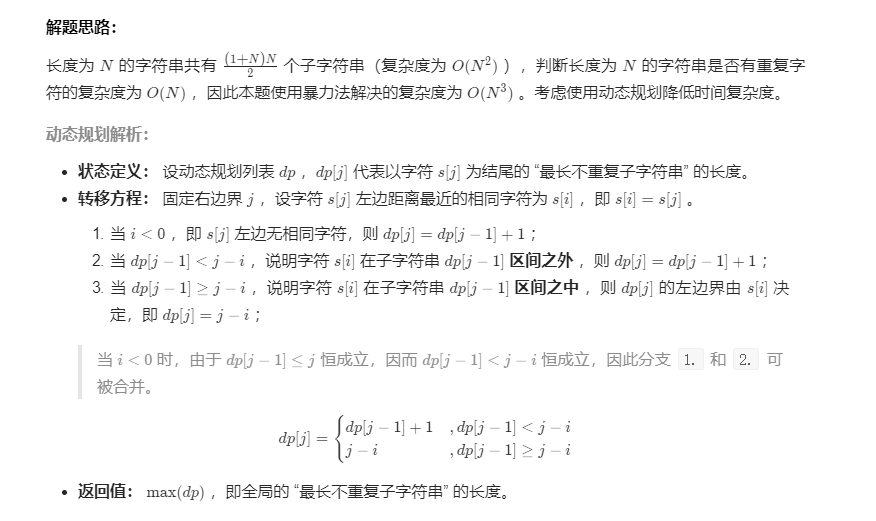 解题思路：
长度为 N 的字符串共有 (1+N)N/2 个子字符串（复杂度为 O(N²)），判断长度为 N 的字符串是否有重复字
符的复杂度为 O(N)，因此本题使用暴力法解决的复杂度为 O(N³)。考虑使用动态规划降低时间复杂度。
动态规划解析：
• 状态定义： 设动态规划列表 dp，dp[j] 代表以字符 s[j] 为结尾的 “最长不重复子字符串” 的长度。
• 转移方程： 固定右边界 j，设字符 s[j] 左边距离最近的相同字符为 s[i]，即 s[i] = s[j]。
1. 当 i < 0，即 s[j] 左边无相同字符，则 dp[j] = dp[j − 1] + 1；
2. 当 dp[j − 1] < j − i，说明字符 s[i] 在子字符串 dp[j − 1] 区间之外，则 dp[j] = dp[j − 1] + 1；
3. 当 dp[j − 1] ≥ j − i，说明字符 s[i] 在子字符串 dp[j − 1] 区间之中，则 dp[j] 的左边界由 s[i] 决
定，即 dp[j] = j − i；
当 i < 0 时，由于 dp[j − 1] ≤ j 恒成立，因而 dp[j − 1] < j − i 恒成立，因此分支 1. 和 2. 可
被合并。
dp[j] = { dp[j − 1] + 1 , dp[j − 1] < j − i
j − i , dp[j − 1] ≥ j − i
• 返回值： max(dp)，即全局的 “最长不重复子字符串” 的长度。